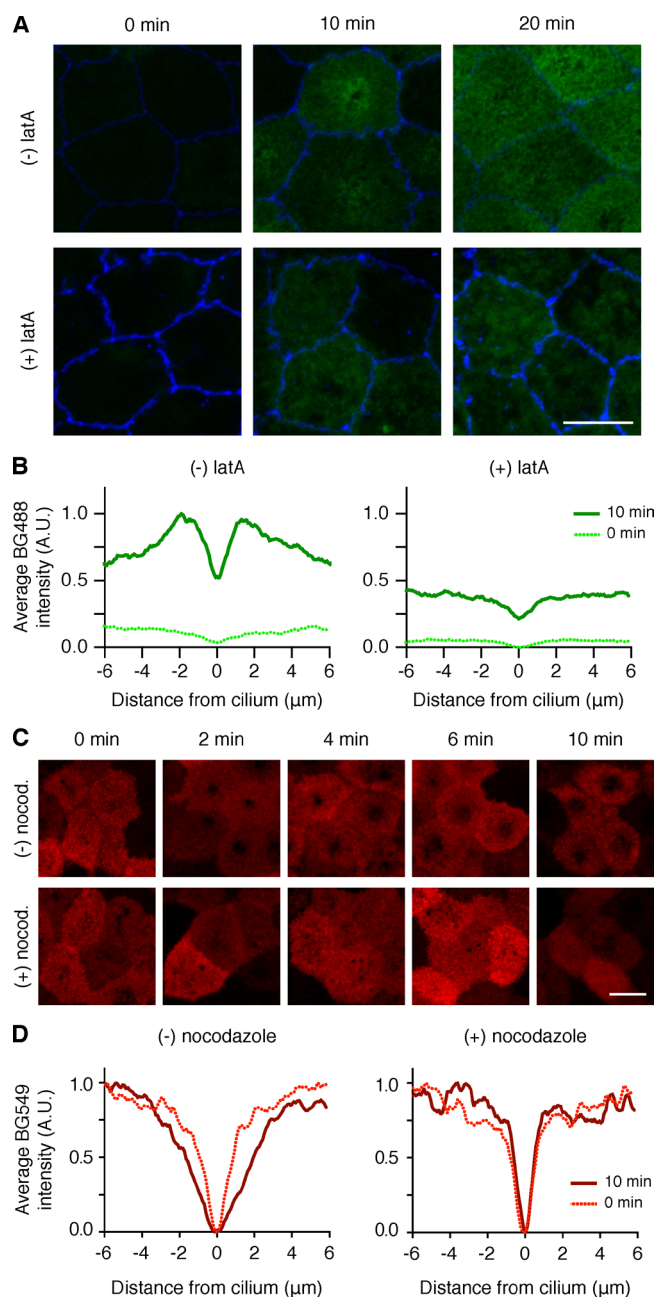 A
0 min 10 min 20 min
(-) latA
(+) latA
B
(-) latA (+) latA
Average BG488
intensity (A.U.)
1.0
0.5
0.0
-6 -4 -2 0 2 4 6
Distance from cilium (µm)
1.0
0.5
0.0
-6 -4 -2 0 2 4 6
Distance from cilium (µm)
10 min
0 min
C
0 min 2 min 4 min 6 min 10 min
(-) nocod.
(+) nocod.
D
(-) nocodazole (+) nocodazole
Average BG549
intensity (A.U.)
1.0
0.5
0.0
-6 -4 -2 0 2 4 6
Distance from cilium (µm)
1.0
0.5
0.0
-6 -4 -2 0 2 4 6
Distance from cilium (µm)
10 min
0 min